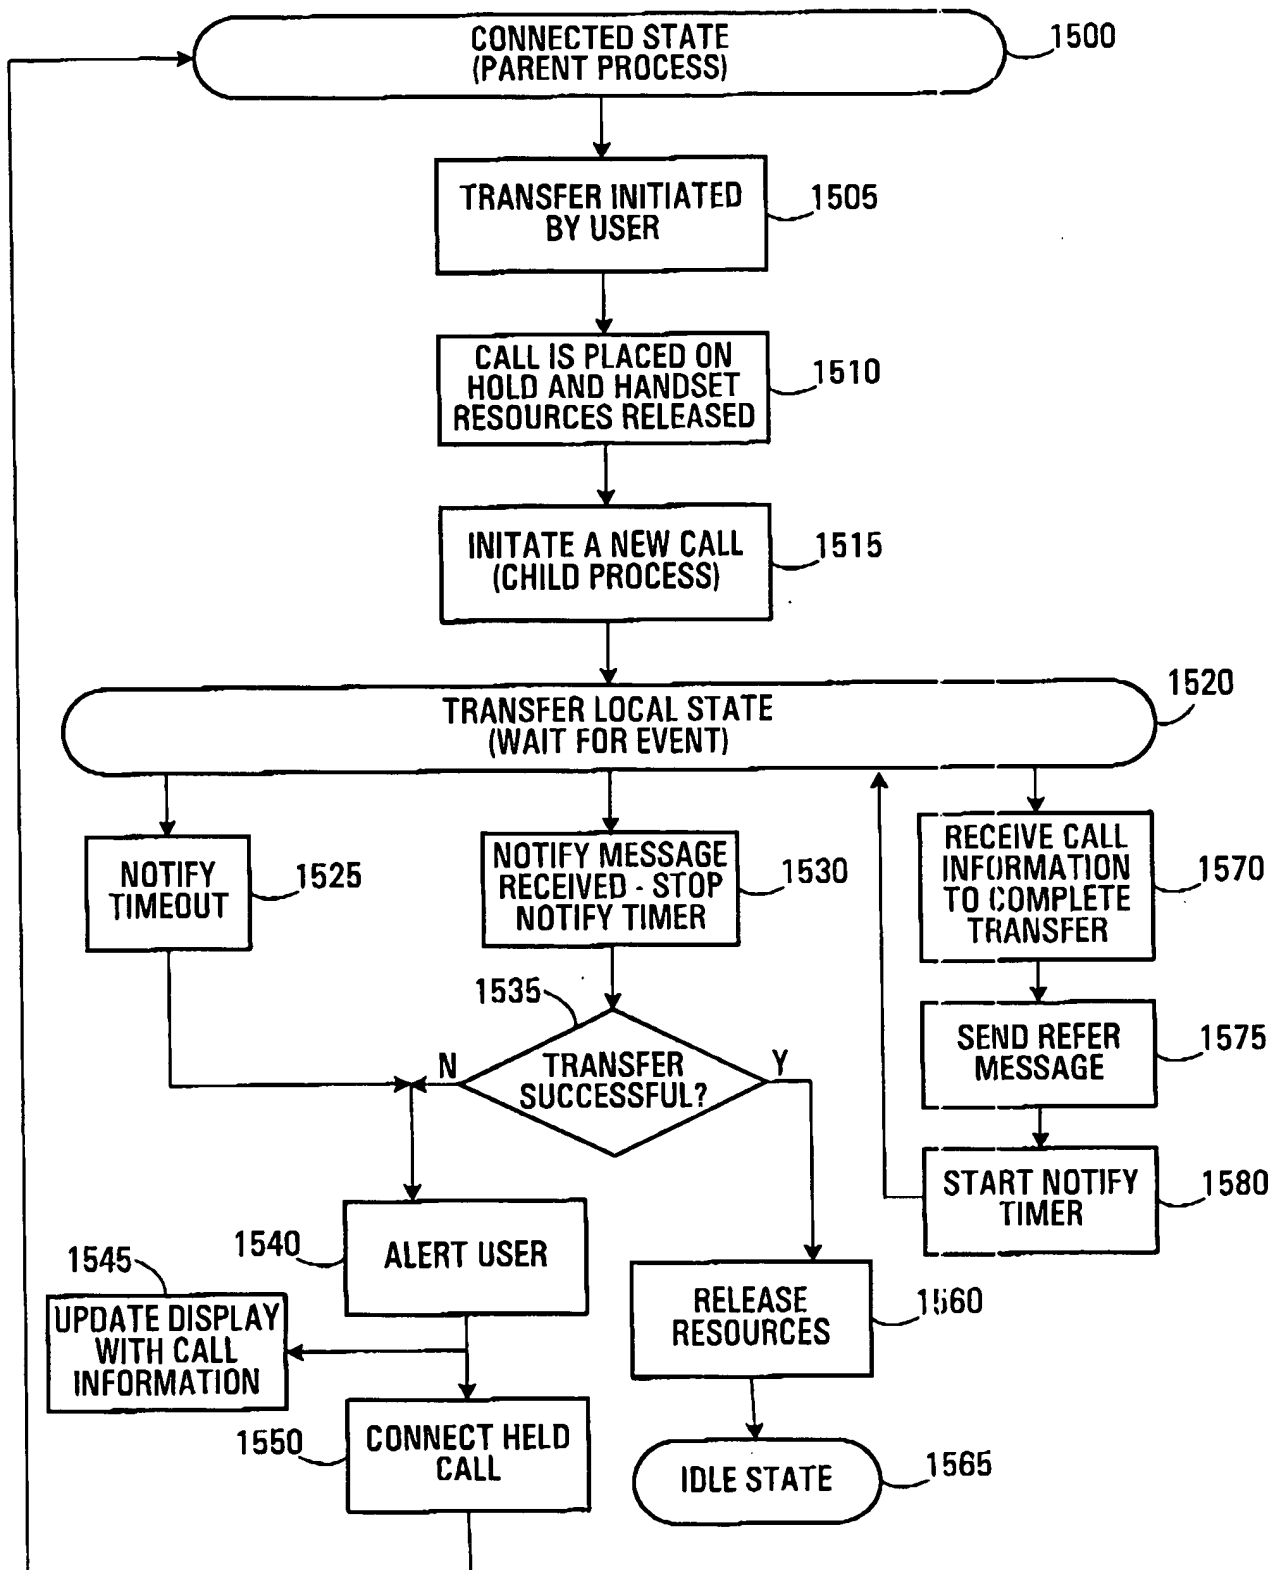 CONNECTED STATE
(PARENT PROCESS)
1500
TRANSFER INITIATED
BY USER
1505
CALL IS PLACED ON
HOLD AND HANDSET
RESOURCES RELEASED
1510
INITATE A NEW CALL
(CHILD PROCESS)
1515
TRANSFER LOCAL STATE
(WAIT FOR EVENT)
1520
NOTIFY
TIMEOUT
1525
NOTIFY MESSAGE
RECEIVED - STOP
NOTIFY TIMER
1530
RECEIVE CALL
INFORMATION
TO COMPLETE
TRANSFER
1570
1535
TRANSFER
SUCCESSFUL?
N
Y
SEND REFER
MESSAGE
1575
START NOTIFY
TIMER
1580
1540
ALERT USER
1545
UPDATE DISPLAY
WITH CALL
INFORMATION
RELEASE
RESOURCES
1560
1550
CONNECT HELD
CALL
IDLE STATE
1565